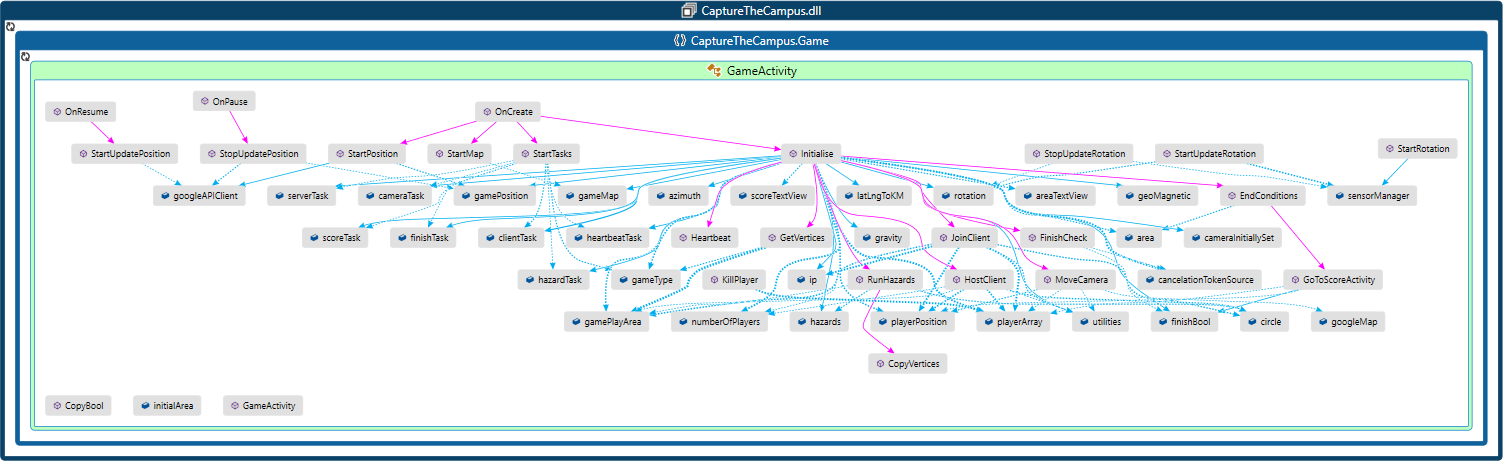 CaptureTheCampus.dll
CaptureTheCampus.Game
GameActivity
OnResume
OnPause
OnCreate
StartUpdatePosition
StopUpdatePosition
StartPosition
StartMap
StartTasks
Initialise
StopUpdateRotation
StartUpdateRotation
StartRotation
googleAPIClient
serverTask
cameraTask
gamePosition
gameMap
azimuth
scoreTextView
latLngToKM
rotation
areaTextView
geoMagnetic
EndConditions
sensorManager
scoreTask
finishTask
clientTask
heartbeatTask
Heartbeat
GetVertices
gravity
JoinClient
FinishCheck
area
cameraInitiallySet
hazardTask
gameType
KillPlayer
ip
RunHazards
HostClient
MoveCamera
cancelationTokenSource
GoToScoreActivity
gamePlayArea
numberOfPlayers
hazards
playerPosition
playerArray
utilities
finishBool
circle
googleMap
CopyVertices
CopyBool
initialArea
GameActivity